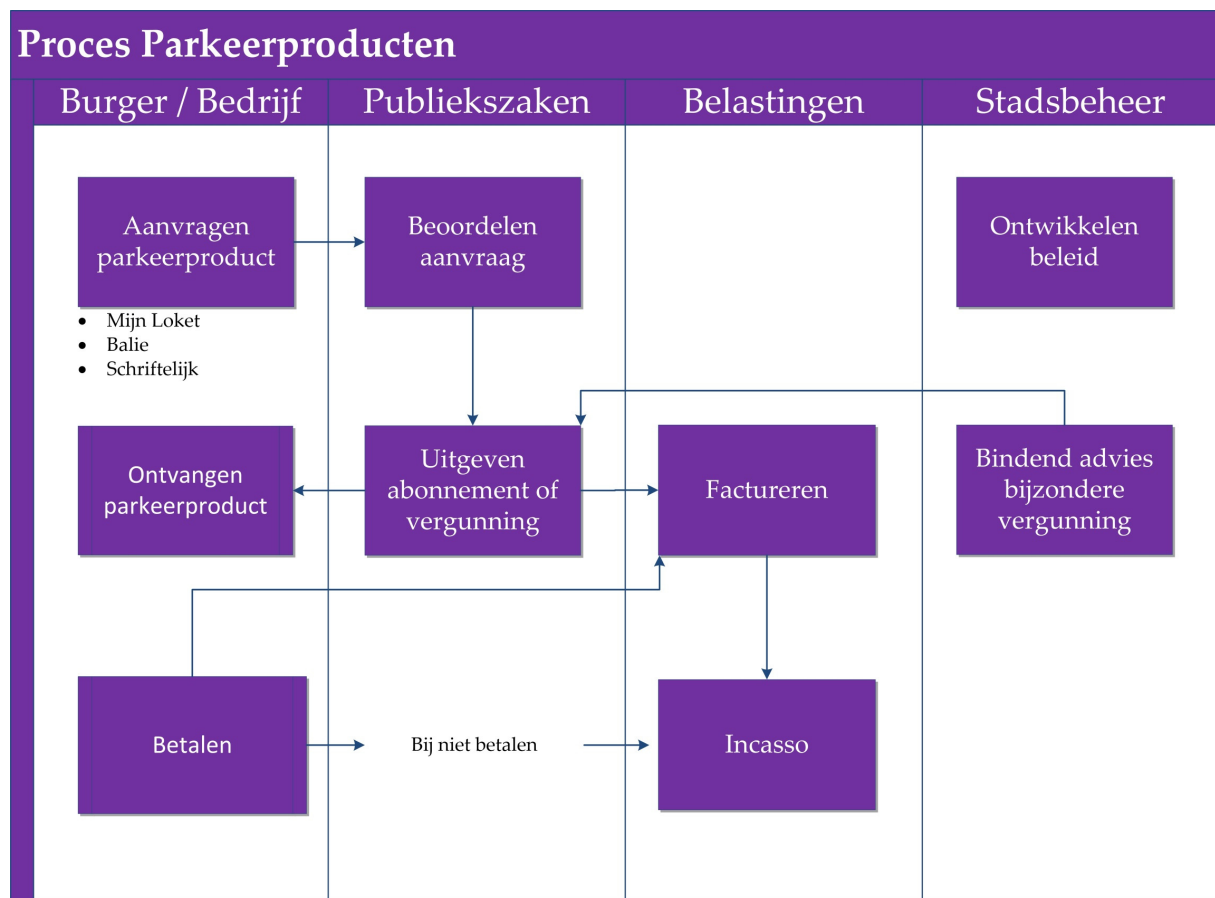 Proces Parkeerproducten
Burger / Bedrijf
Publiekszaken
Belastingen
Stadsbeheer
Aanvragen
parkeerproduct
Beoordelen
aanvraag
Ontwikkelen
beleid
• Mijn Loket
• Balie
• Schriftelijk
Ontvangen
parkeerproduct
Uitgeven
abonnement of
vergunning
Factureren
Bindend advies
bijzondere
vergunning
Betalen
Bij niet betalen
Incasso